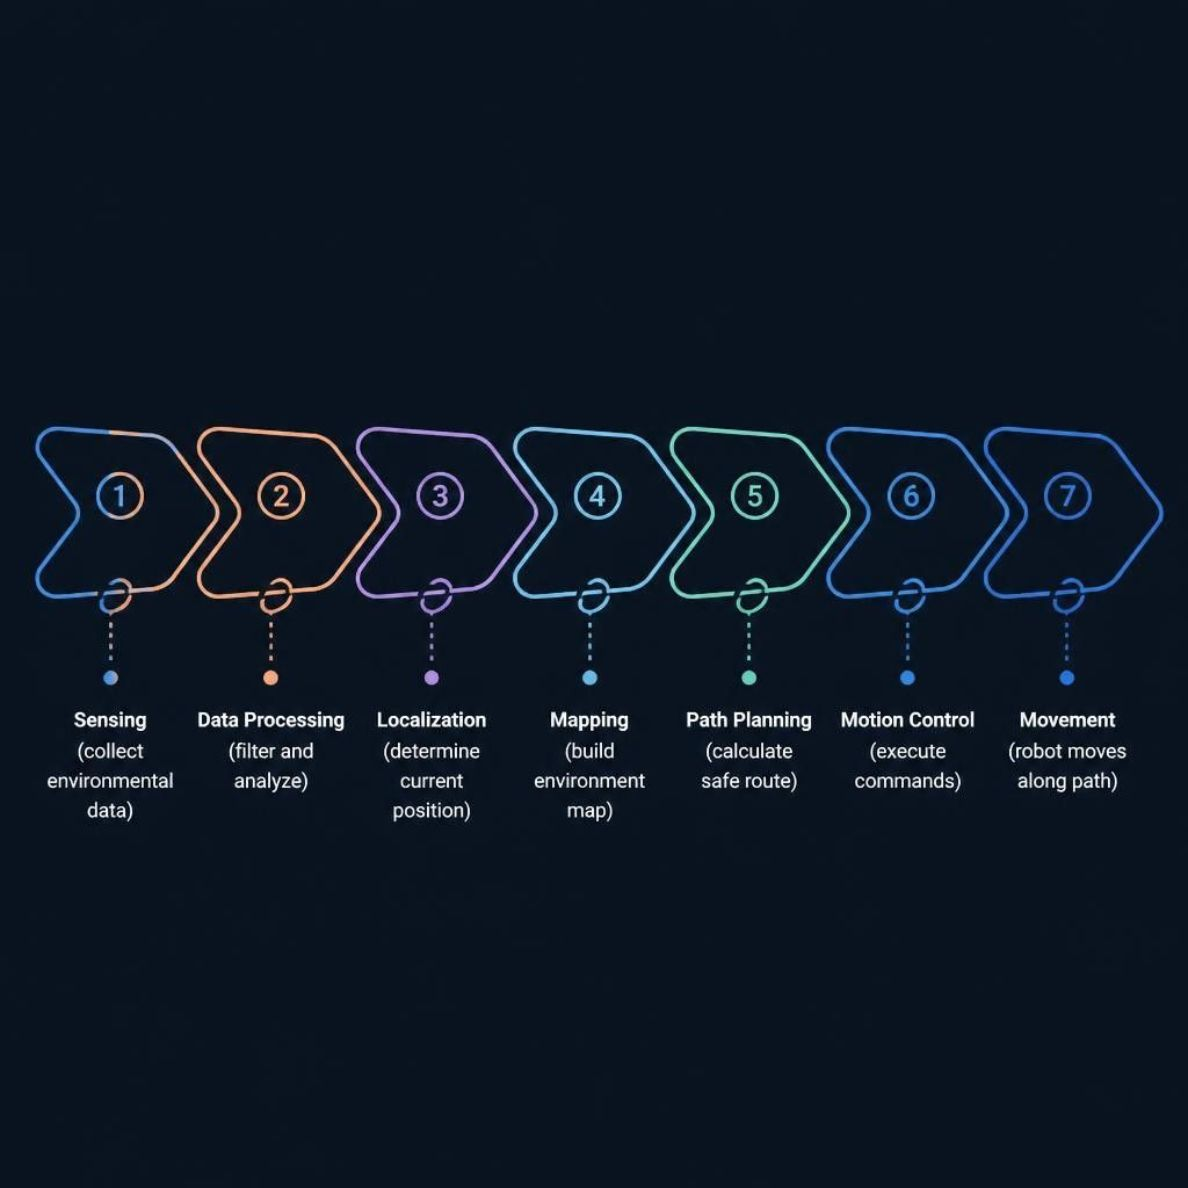 1
2
3
4
5
6
7
Sensing
(collect
environmental
data)
Data Processing
(filter and
analyze)
Localization
(determine
current
position)
Mapping
(build
environment
map)
Path Planning
(calculate
safe route)
Motion Control
(execute
commands)
Movement
(robot moves
along path)